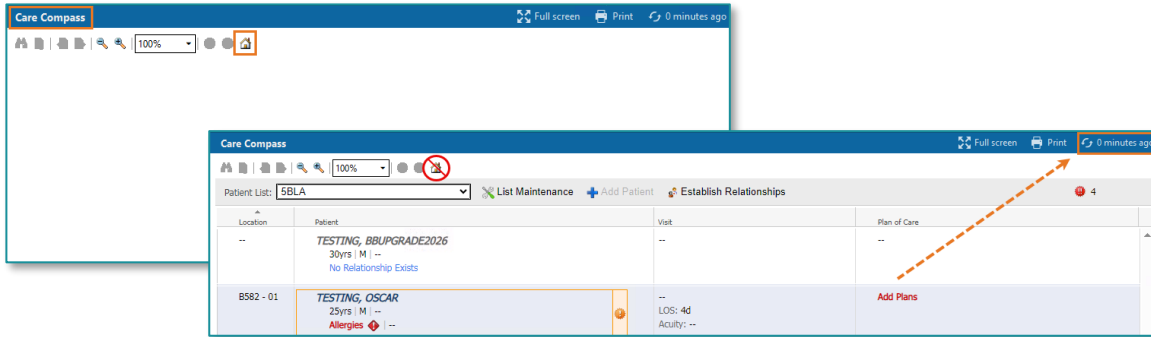 Care Compass Full screen Print 0 minutes ago
100%
Care Compass Full screen Print 0 minutes ago
100%
Patient List: 5BLA List Maintenance Add Patient Establish Relationships 4
Location Patient Visit Plan of Care
-- TESTING, BBUPGRADE2026 -- --
30yrs | M | --
No Relationship Exists
B582 - 01 TESTING, OSCAR -- Add Plans
25yrs | M | -- LOS: 4d
Allergies | -- Acuity: --